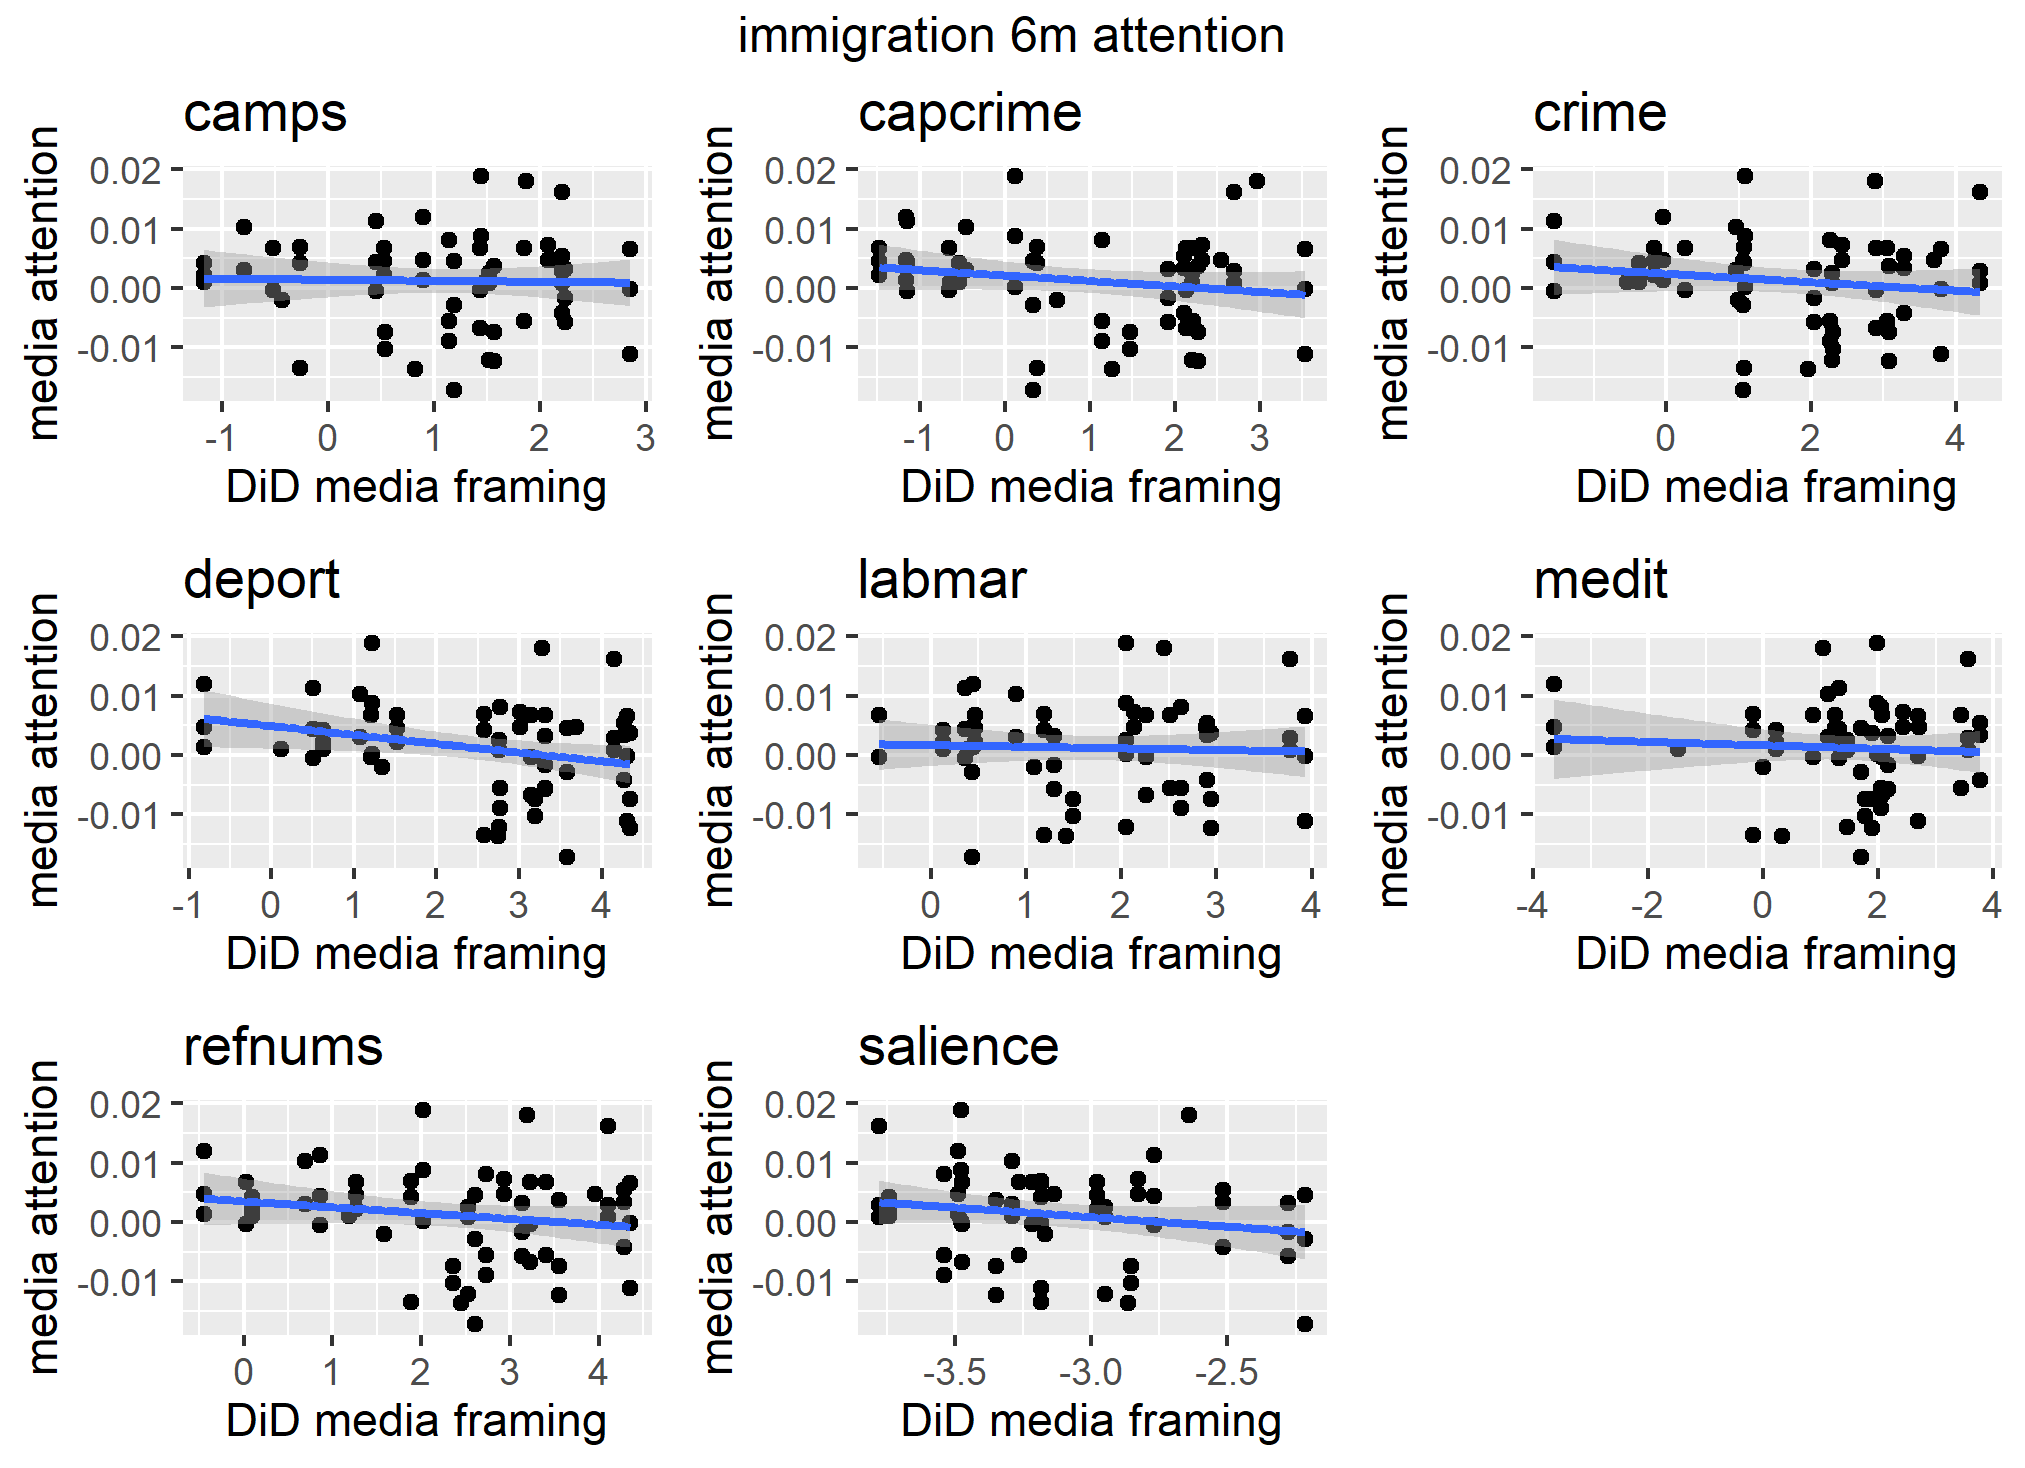 immigration 6m attention
camps
capcrime
crime
media attention
0.02
0.01
0.00
-0.01
-1 0 1 2 3
DiD media framing
media attention
0.02
0.01
0.00
-0.01
-1 0 1 2 3
DiD media framing
media attention
0.02
0.01
0.00
-0.01
0 2 4
DiD media framing
deport
labmar
medit
media attention
0.02
0.01
0.00
-0.01
-1 0 1 2 3 4
DiD media framing
media attention
0.02
0.01
0.00
-0.01
0 1 2 3 4
DiD media framing
media attention
0.02
0.01
0.00
-0.01
-4 -2 0 2 4
DiD media framing
refnums
salience
media attention
0.02
0.01
0.00
-0.01
0 1 2 3 4
DiD media framing
media attention
0.02
0.01
0.00
-0.01
-3.5 -3.0 -2.5
DiD media framing